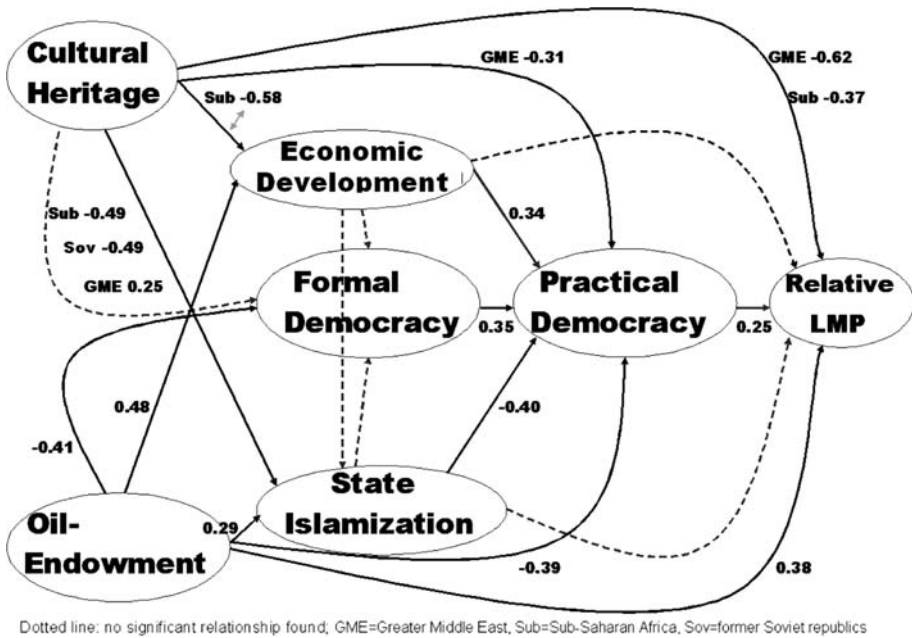 Cultural
Heritage
GME -0.31
GME -0.62
Sub -0.37
Sub -0.58
Economic
Development
Sub -0.49
Sov -0.49
GME 0.25
0.34
Formal
Democracy
0.35
Practical
Democracy
0.25
Relative
LMP
0.48
-0.41
-0.40
State
Islamization
Oil-
Endowment
0.29
-0.39
0.38
Dotted line: no significant relationship found; GME=Greater Middle East, Sub=Sub-Saharan Africa, Sov=former Soviet republics